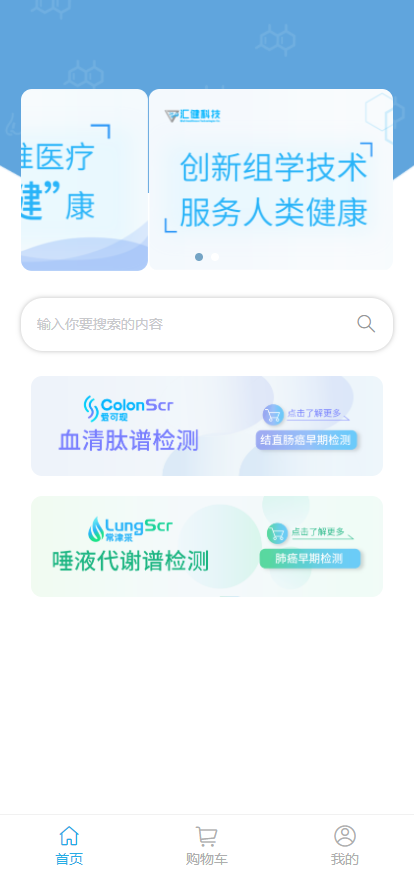 准医疗
健”康
汇健科技
创新组学技术
服务人类健康
输入你要搜索的内容
ColonScr
爱可现
血清肽谱检测
点击了解更多
结直肠癌早期检测
LungScr
常津采
唾液代谢谱检测
点击了解更多
肺癌早期检测
首页
购物车
我的